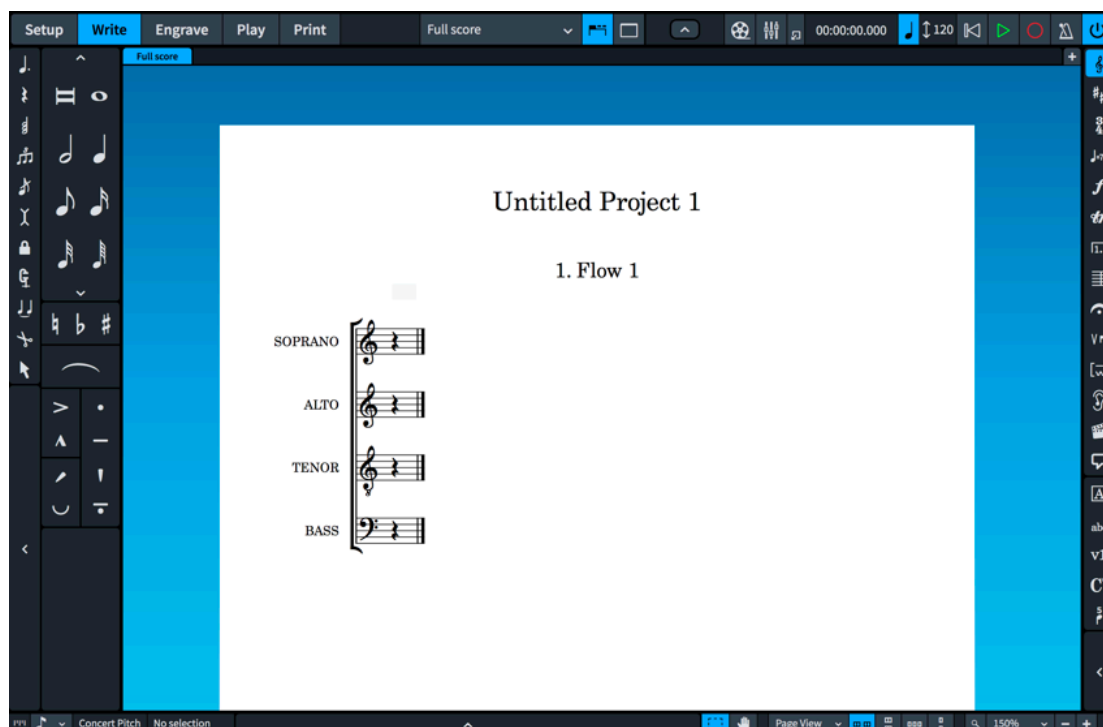 Setup Write Engrave Play Print Full score 00:00:00.000 120
Full score
Untitled Project 1
1. Flow 1
SOPRANO
ALTO
TENOR
BASS
Concert Pitch No selection Page View 150%